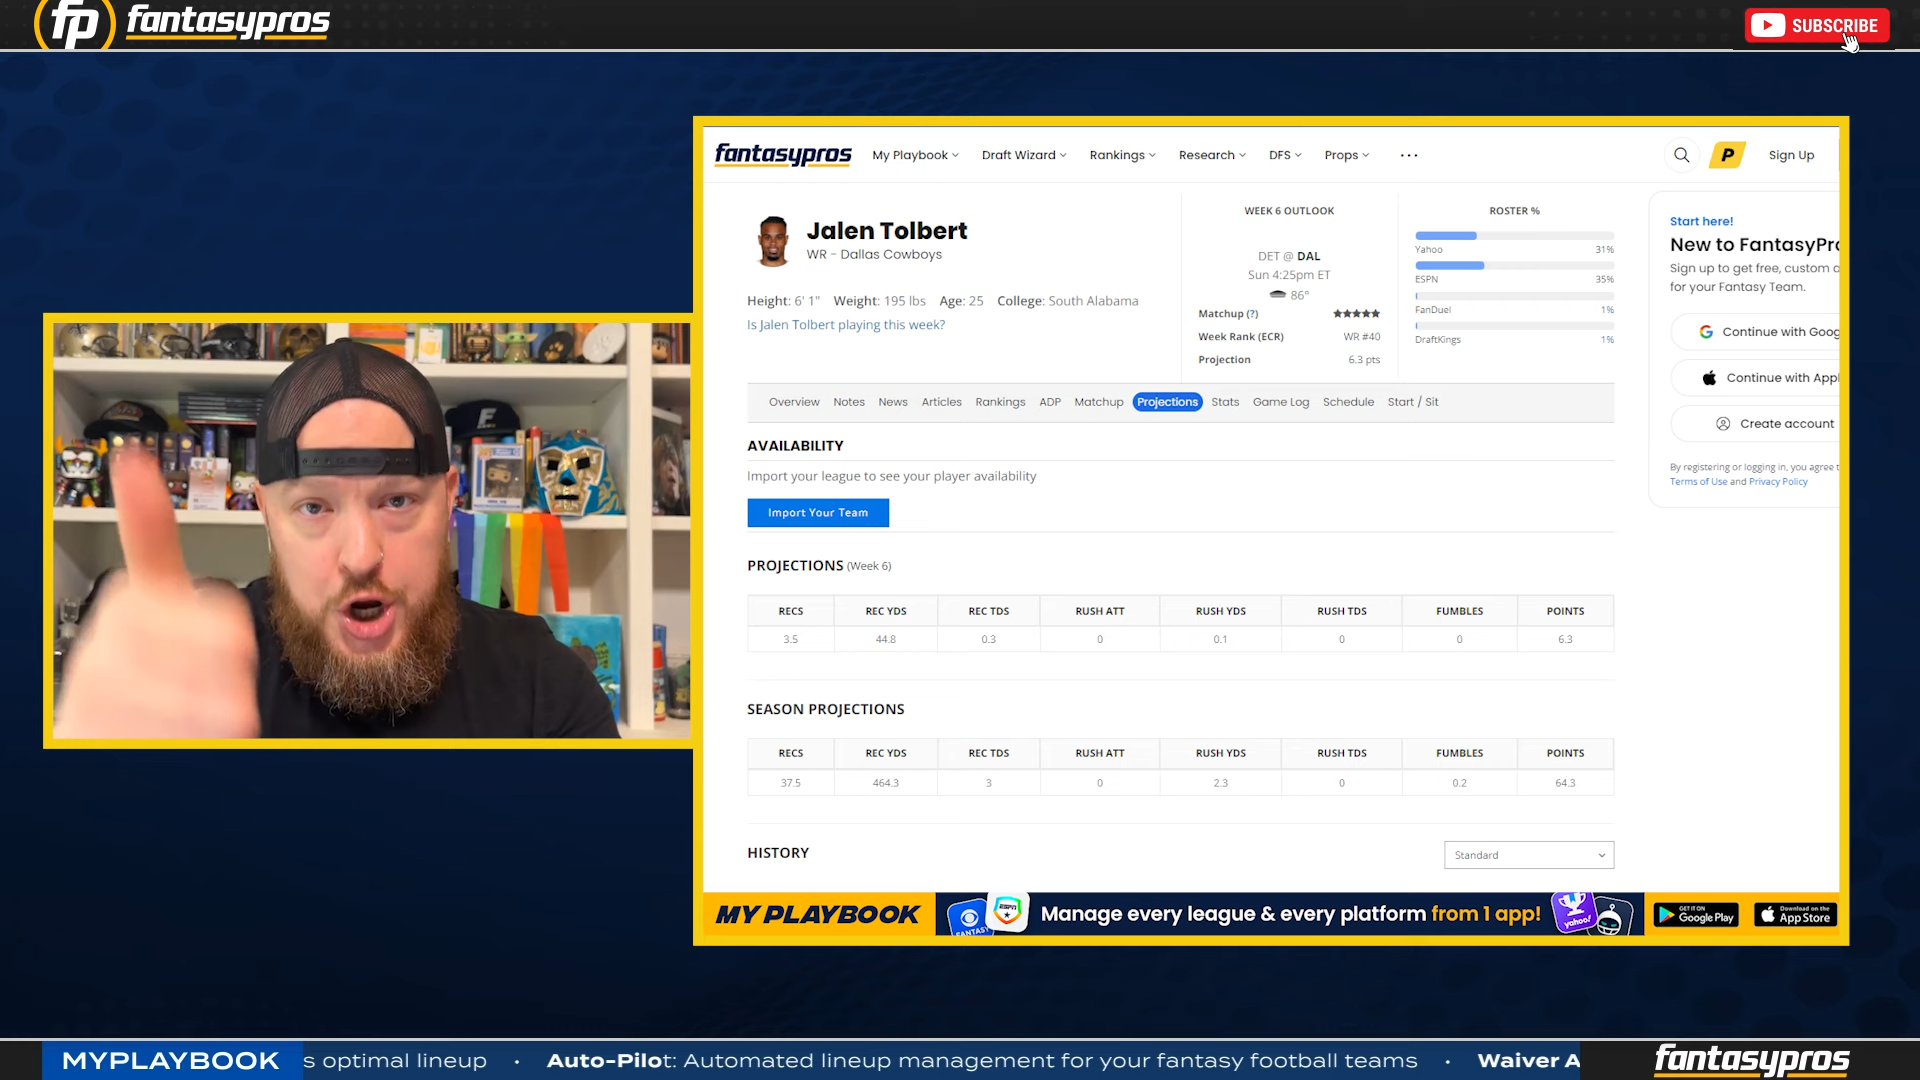 fp fantasypros
SUBSCRIBE
fantasypros My Playbook Draft Wizard Rankings Research DFS Props ... P Sign Up
Jalen Tolbert
WR - Dallas Cowboys
Height: 6' 1" Weight: 195 lbs Age: 25 College: South Alabama
Is Jalen Tolbert playing this week?
WEEK 6 OUTLOOK
DET @ DAL
Sun 4:25pm ET
86°
Matchup (?) ★★★★★
Week Rank (ECR) WR #40
Projection 6.3 pts
ROSTER %
Yahoo 31%
ESPN 35%
FanDuel 1%
DraftKings 1%
Start here!
New to FantasyPro
Sign up to get free, custom a
for your Fantasy Team.
Continue with Goog
Continue with Appl
Create account
By registering or logging in, you agree t
Terms of Use and Privacy Policy
Overview Notes News Articles Rankings ADP Matchup Projections Stats Game Log Schedule Start / Sit
AVAILABILITY
Import your league to see your player availability
Import Your Team
PROJECTIONS (Week 6)
RECS REC YDS REC TDS RUSH ATT RUSH YDS RUSH TDS FUMBLES POINTS
3.5 44.8 0.3 0 0.1 0 0 6.3
SEASON PROJECTIONS
RECS REC YDS REC TDS RUSH ATT RUSH YDS RUSH TDS FUMBLES POINTS
37.5 464.3 3 0 2.3 0 0.2 64.3
HISTORY
Standard
MY PLAYBOOK FANTASY ESPN Manage every league & every platform from 1 app! yahoo! GET IT ON Google Play Download on the App Store
MYPLAYBOOK s optimal lineup • Auto-Pilot: Automated lineup management for your fantasy football teams • Waiver A fantasypros